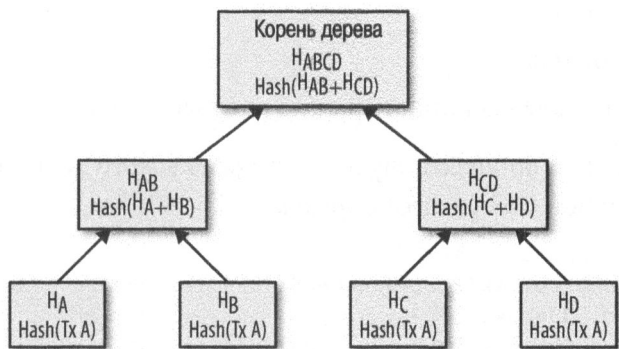 Корень дерева
HABCD
Hash(HAB+HCD)
HAB
Hash(HA+HB)
HCD
Hash(HC+HD)
HA
Hash(Tx A)
HB
Hash(Tx A)
HC
Hash(Tx A)
HD
Hash(Tx A)